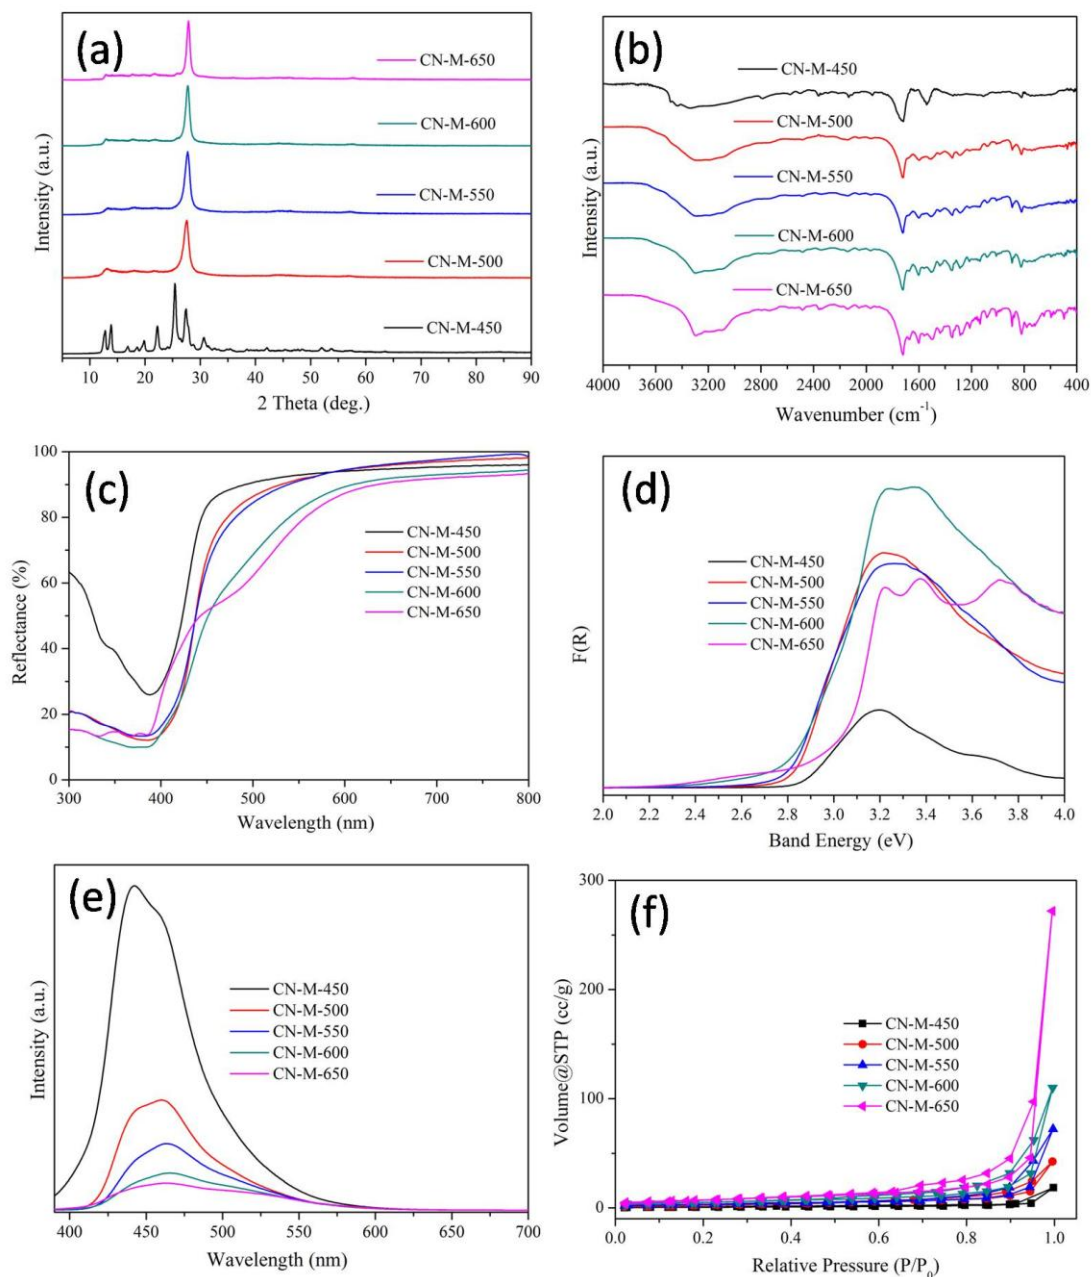 (a)
CN-M-650
CN-M-600
CN-M-550
CN-M-500
CN-M-450
Intensity (a.u.)
10 20 30 40 50 60 70 80 90
2 Theta (deg.)
(b)
CN-M-450
CN-M-500
CN-M-550
CN-M-600
CN-M-650
Intensity (a.u.)
4000 3600 3200 2800 2400 2000 1600 1200 800 400
Wavenumber (cm⁻¹)
(c)
100
80
60
40
20
0
Reflectance (%)
CN-M-450
CN-M-500
CN-M-550
CN-M-600
CN-M-650
300 400 500 600 700 800
Wavelength (nm)
(d)
F(R)
CN-M-450
CN-M-500
CN-M-550
CN-M-600
CN-M-650
2.0 2.2 2.4 2.6 2.8 3.0 3.2 3.4 3.6 3.8 4.0
Band Energy (eV)
(e)
Intensity (a.u.)
CN-M-450
CN-M-500
CN-M-550
CN-M-600
CN-M-650
400 450 500 550 600 650 700
Wavelength (nm)
(f)
300
200
100
0
Volume@STP (cc/g)
CN-M-450
CN-M-500
CN-M-550
CN-M-600
CN-M-650
0.0 0.2 0.4 0.6 0.8 1.0
Relative Pressure (P/P₀)